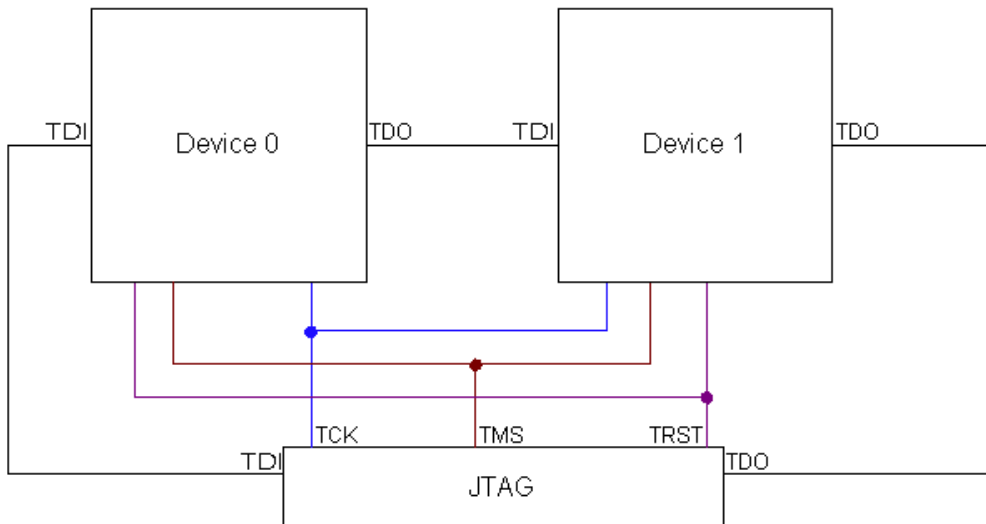 TDI
Device 0
TDO
TDI
Device 1
TDO
TCK
TMS
TRST
TDI
TDO
JTAG